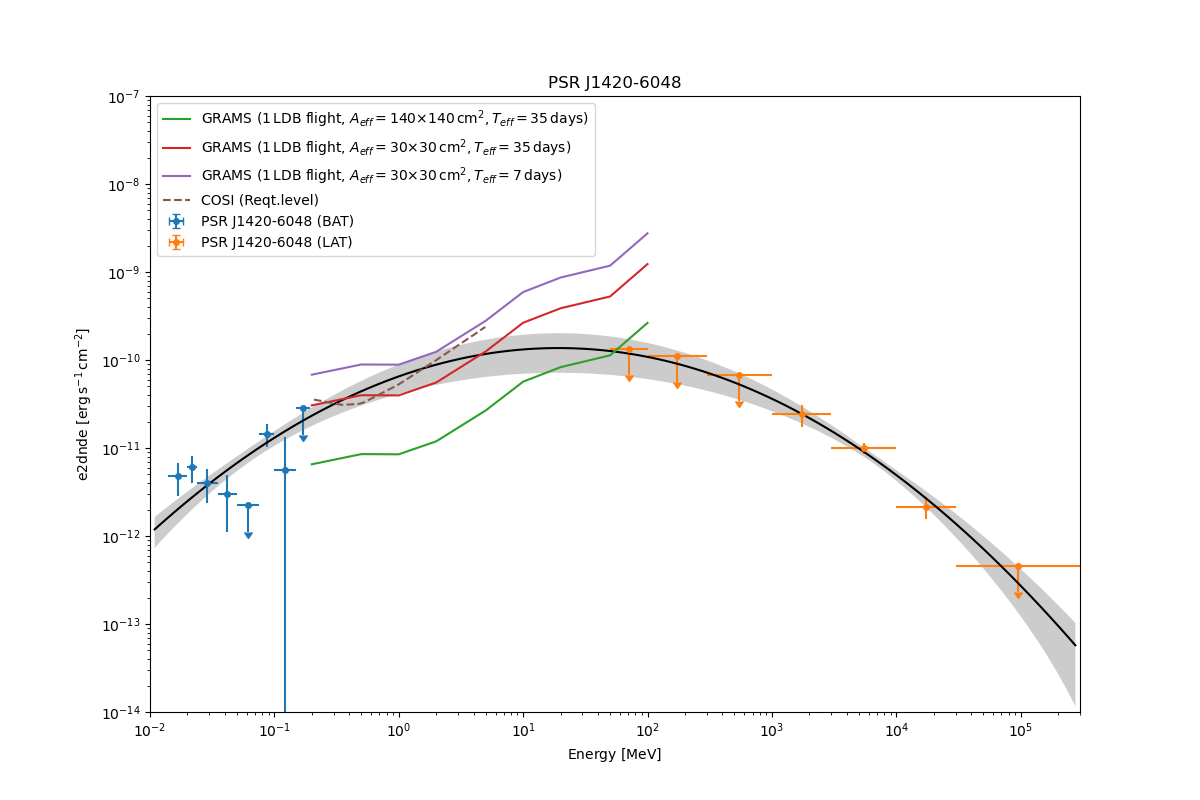 PSR J1420-6048
GRAMS (1 LDB flight, A_eff = 140×140 cm², T_eff = 35 days)
GRAMS (1 LDB flight, A_eff = 30×30 cm², T_eff = 35 days)
GRAMS (1 LDB flight, A_eff = 30×30 cm², T_eff = 7 days)
COSI (Reqt.level)
PSR J1420-6048 (BAT)
PSR J1420-6048 (LAT)
e2dnde [erg s⁻¹ cm⁻²]
10⁻⁷
10⁻⁸
10⁻⁹
10⁻¹⁰
10⁻¹¹
10⁻¹²
10⁻¹³
10⁻¹⁴
10⁻² 10⁻¹ 10⁰ 10¹ 10² 10³ 10⁴ 10⁵
Energy [MeV]